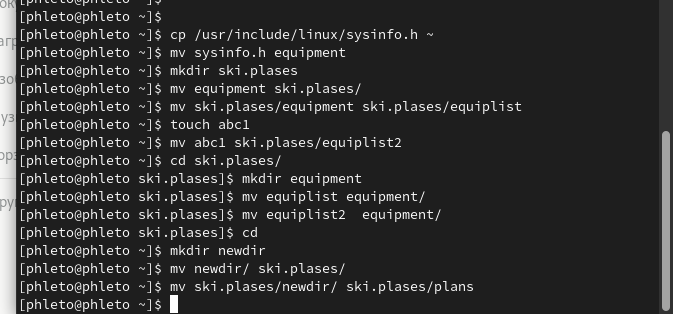 [phleto@phleto ~]$
[phleto@phleto ~]$ cp /usr/include/linux/sysinfo.h ~
[phleto@phleto ~]$ mv sysinfo.h equipment
[phleto@phleto ~]$ mkdir ski.plases
[phleto@phleto ~]$ mv equipment ski.plases/
[phleto@phleto ~]$ mv ski.plases/equipment ski.plases/equiplist
[phleto@phleto ~]$ touch abc1
[phleto@phleto ~]$ mv abc1 ski.plases/equiplist2
[phleto@phleto ~]$ cd ski.plases/
[phleto@phleto ski.plases]$ mkdir equipment
[phleto@phleto ski.plases]$ mv equiplist equipment/
[phleto@phleto ski.plases]$ mv equiplist2  equipment/
[phleto@phleto ski.plases]$ cd
[phleto@phleto ~]$ mkdir newdir
[phleto@phleto ~]$ mv newdir/ ski.plases/
[phleto@phleto ~]$ mv ski.plases/newdir/ ski.plases/plans
[phleto@phleto ~]$